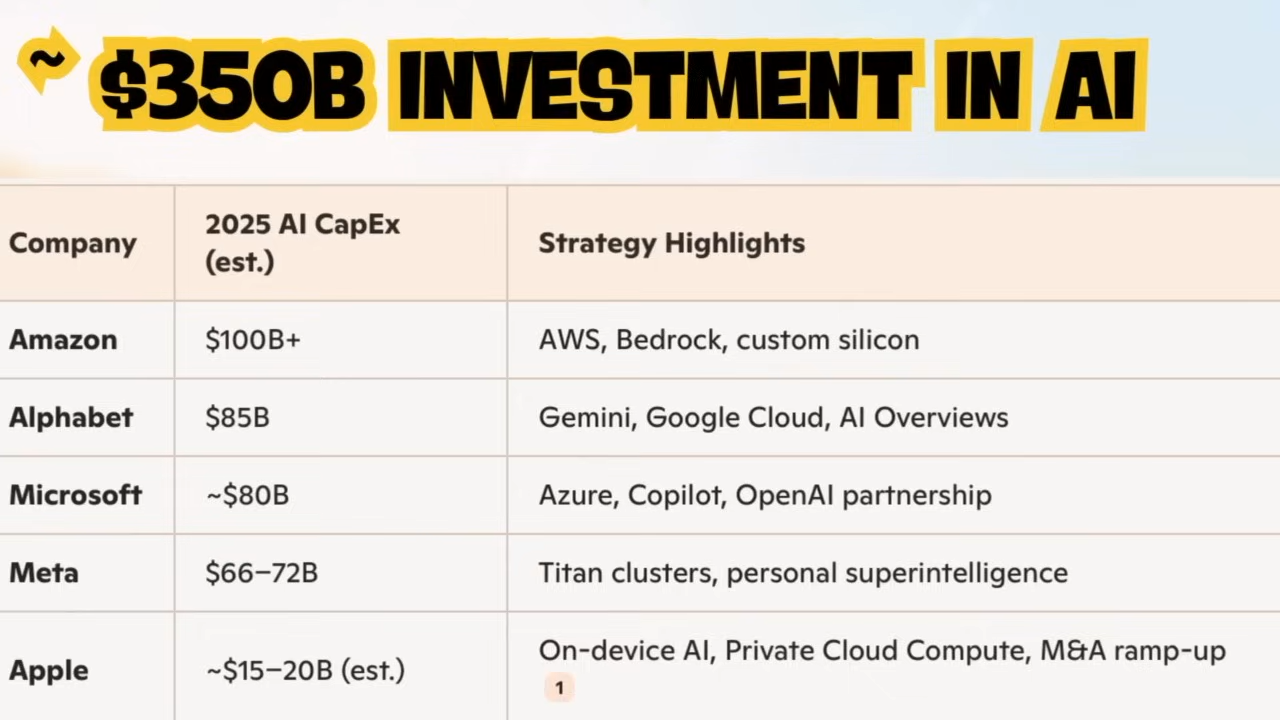 ~ $350B INVESTMENT IN AI
Company
2025 AI CapEx
(est.)
Strategy Highlights
Amazon
$100B+
AWS, Bedrock, custom silicon
Alphabet
$85B
Gemini, Google Cloud, AI Overviews
Microsoft
~$80B
Azure, Copilot, OpenAI partnership
Meta
$66–72B
Titan clusters, personal superintelligence
Apple
~$15–20B (est.)
On-device AI, Private Cloud Compute, M&A ramp-up
1